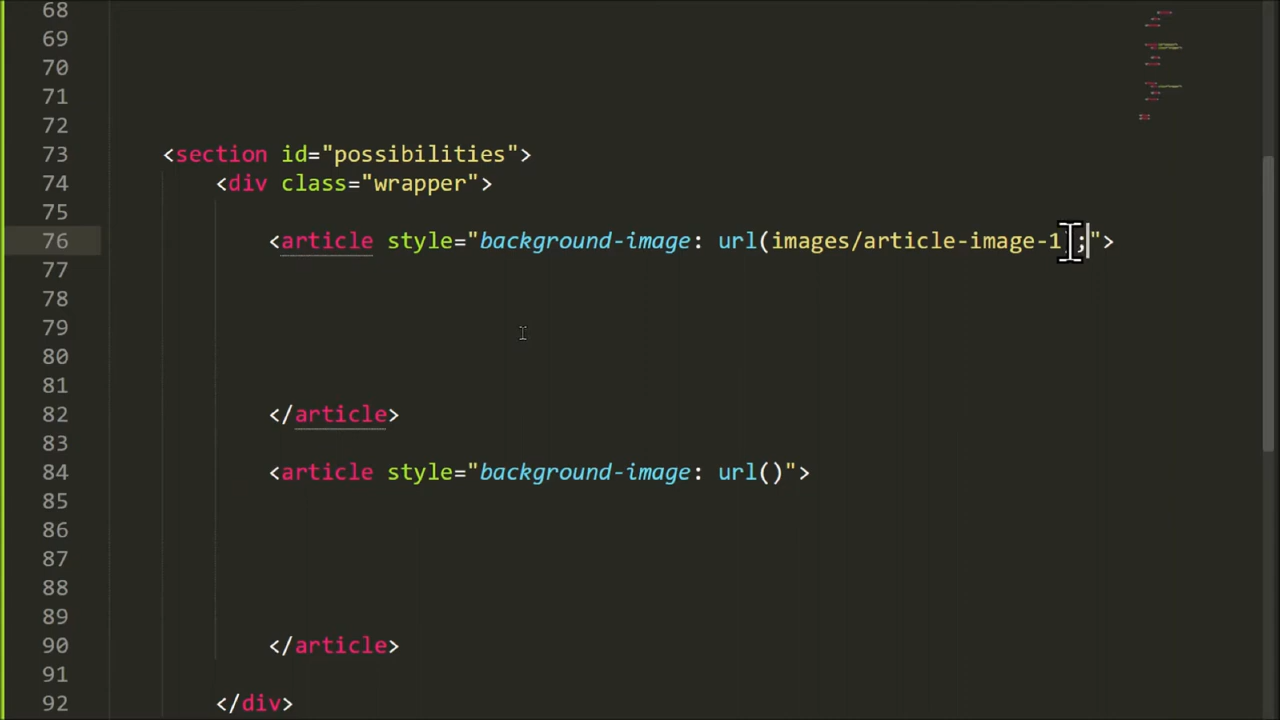 68
69
70
71
72
73 <section id="possibilities">
74 <div class="wrapper">
75
76 <article style="background-image: url(images/article-image-1);">
77
78
79
80
81
82 </article>
83
84 <article style="background-image: url()">
85
86
87
88
89
90 </article>
91
92 </div>